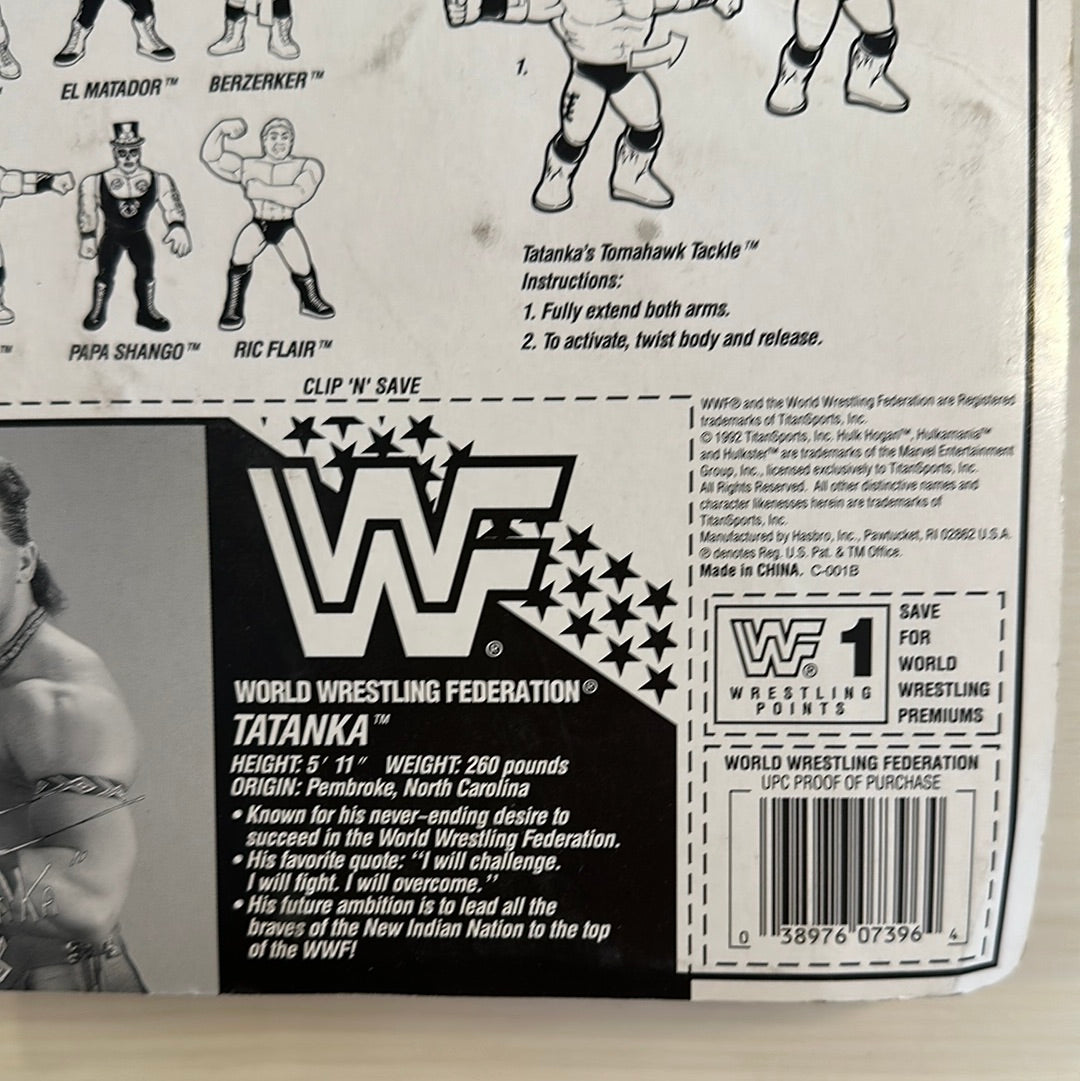 EL MATADOR™
BERZERKER™
1.
TM
PAPA SHANGO™
RIC FLAIR™
Tatanka's Tomahawk Tackle™
Instructions:
1. Fully extend both arms.
2. To activate, twist body and release.
CLIP 'N' SAVE
WWF® and the World Wrestling Federation are Registered
trademarks of TitanSports, Inc.
© 1992 TitanSports, Inc. Hulk Hogan™, Hulkamania™
and Hulkster™ are trademarks of the Marvel Entertainment
Group, Inc., licensed exclusively to TitanSports, Inc.
All Rights Reserved. All other distinctive names and
character likenesses herein are trademarks of
TitanSports, Inc.
Manufactured by Hasbro, Inc., Pawtucket, RI 02862 U.S.A.
® denotes Reg. U.S. Pat. & TM Office.
Made in CHINA. C-001B
WF®
WORLD WRESTLING FEDERATION®
TATANKA™
HEIGHT: 5' 11" WEIGHT: 260 pounds
ORIGIN: Pembroke, North Carolina
• Known for his never-ending desire to
succeed in the World Wrestling Federation.
• His favorite quote: "I will challenge.
I will fight. I will overcome."
• His future ambition is to lead all the
braves of the New Indian Nation to the top
of the WWF!
WF® 1
WRESTLING
POINTS
SAVE
FOR
WORLD
WRESTLING
PREMIUMS
WORLD WRESTLING FEDERATION
UPC PROOF OF PURCHASE
0 38976 07396 4